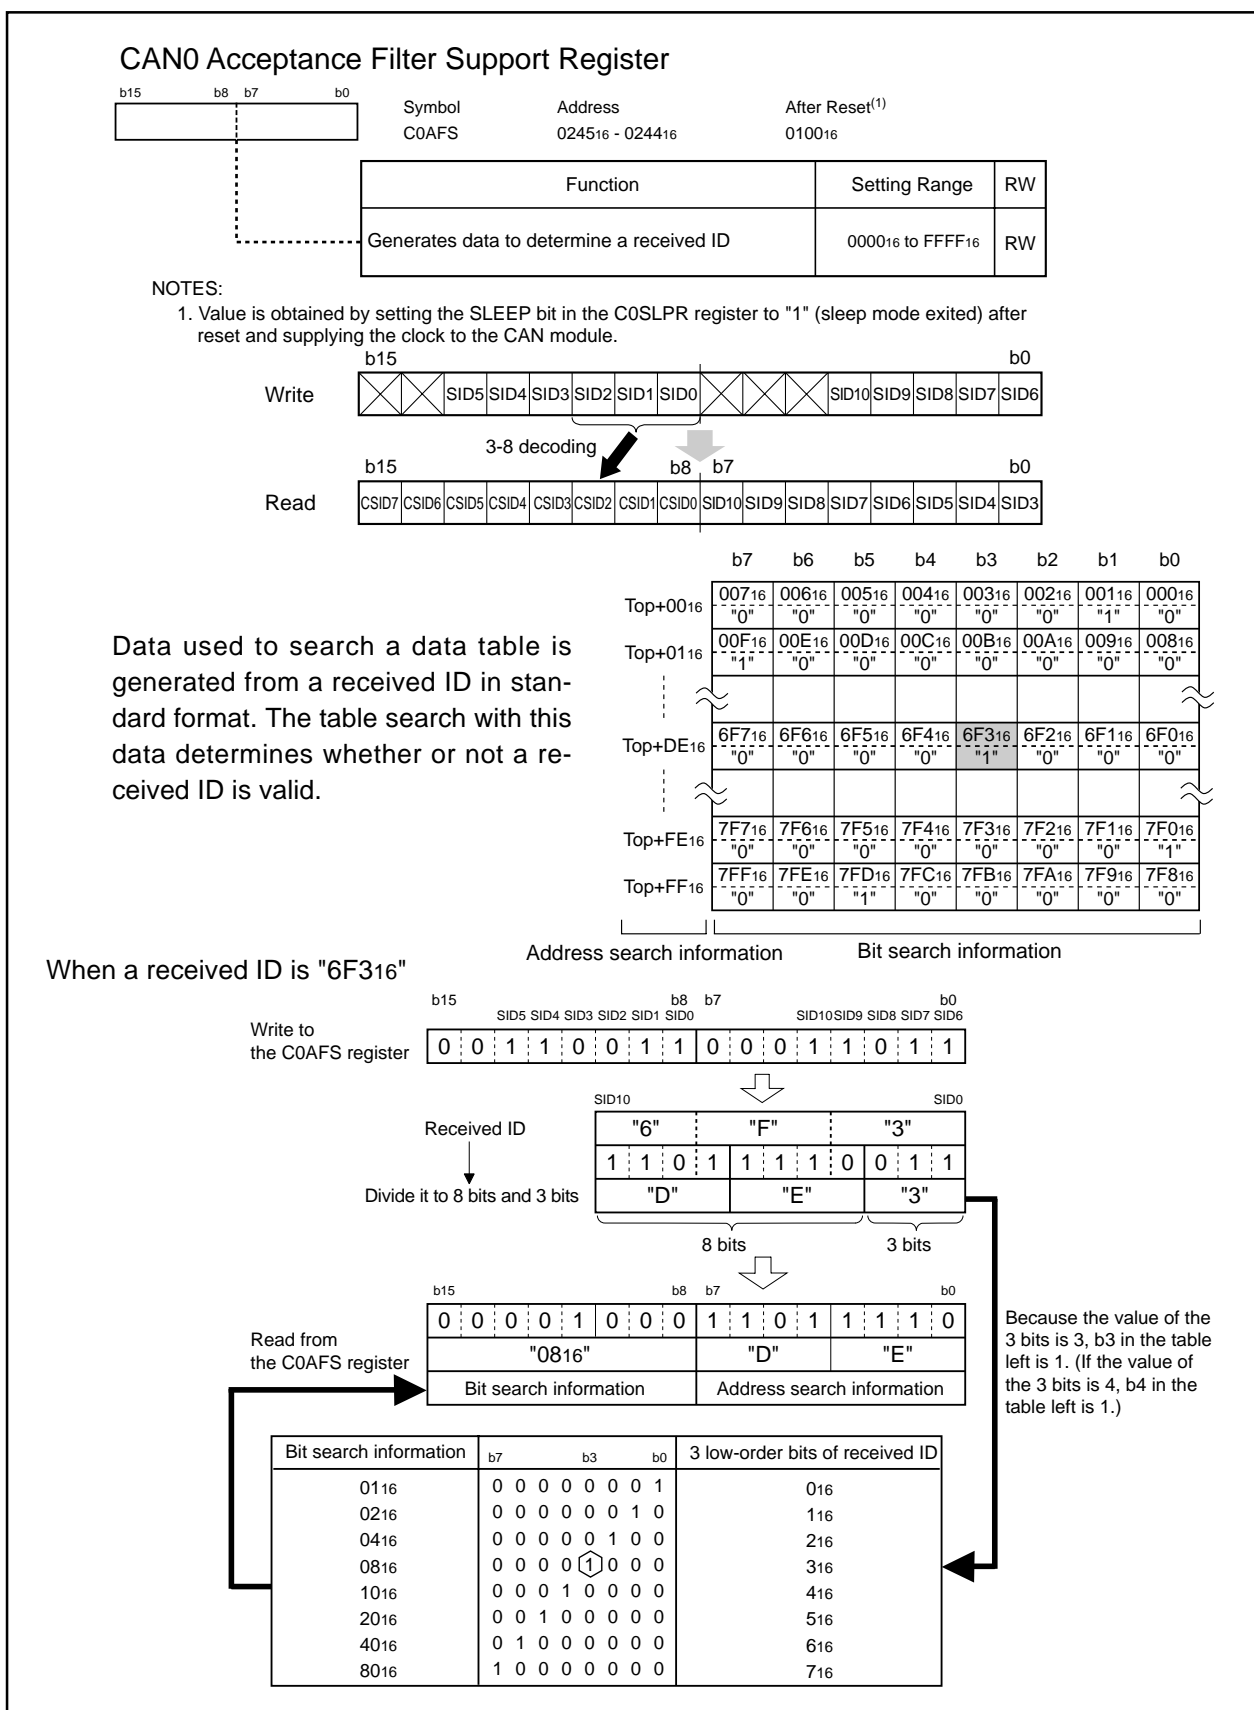 CAN0 Acceptance Filter Support Register
b15 b8 b7 b0
Symbol Address After Reset(1)
C0AFS 024516 - 024416 010016
Function Setting Range RW
Generates data to determine a received ID 000016 to FFFF16 RW
NOTES:
1. Value is obtained by setting the SLEEP bit in the C0SLPR register to "1" (sleep mode exited) after
reset and supplying the clock to the CAN module.
b15 b0
Write SID5 SID4 SID3 SID2 SID1 SID0 SID10 SID9 SID8 SID7 SID6
3-8 decoding
b15 b8 b7 b0
Read CSID7 CSID6 CSID5 CSID4 CSID3 CSID2 CSID1 CSID0 SID10 SID9 SID8 SID7 SID6 SID5 SID4 SID3
b7 b6 b5 b4 b3 b2 b1 b0
Top+0016 00716 00616 00516 00416 00316 00216 00116 00016
"0" "0" "0" "0" "0" "0" "1" "0"
Top+0116 00F16 00E16 00D16 00C16 00B16 00A16 00916 00816
"1" "0" "0" "0" "0" "0" "0" "0"
Top+DE16 6F716 6F616 6F516 6F416 6F316 6F216 6F116 6F016
"0" "0" "0" "0" "1" "0" "0" "0"
Top+FE16 7F716 7F616 7F516 7F416 7F316 7F216 7F116 7F016
"0" "0" "0" "0" "0" "0" "0" "1"
Top+FF16 7FF16 7FE16 7FD16 7FC16 7FB16 7FA16 7F916 7F816
"0" "0" "1" "0" "0" "0" "0" "0"
Address search information Bit search information
Data used to search a data table is
generated from a received ID in stan-
dard format. The table search with this
data determines whether or not a re-
ceived ID is valid.
When a received ID is "6F316"
b15 b8 b7 b0
SID5 SID4 SID3 SID2 SID1 SID0 SID10 SID9 SID8 SID7 SID6
Write to
the C0AFS register
0 0 1 1 0 0 1 1 0 0 0 1 1 0 1 1
SID10 SID0
Received ID "6" "F" "3"
1 1 0 1 1 1 1 0 0 1 1
Divide it to 8 bits and 3 bits "D" "E" "3"
8 bits 3 bits
b15 b8 b7 b0
0 0 0 0 1 0 0 0 1 1 0 1 1 1 1 0
Read from
the C0AFS register
"0816" "D" "E"
Bit search information Address search information
Because the value of the
3 bits is 3, b3 in the table
left is 1. (If the value of
the 3 bits is 4, b4 in the
table left is 1.)
Bit search information b7 b3 b0 3 low-order bits of received ID
0116 0 0 0 0 0 0 0 1 016
0216 0 0 0 0 0 0 1 0 116
0416 0 0 0 0 0 1 0 0 216
0816 0 0 0 0 1 0 0 0 316
1016 0 0 0 1 0 0 0 0 416
2016 0 0 1 0 0 0 0 0 516
4016 0 1 0 0 0 0 0 0 616
8016 1 0 0 0 0 0 0 0 716